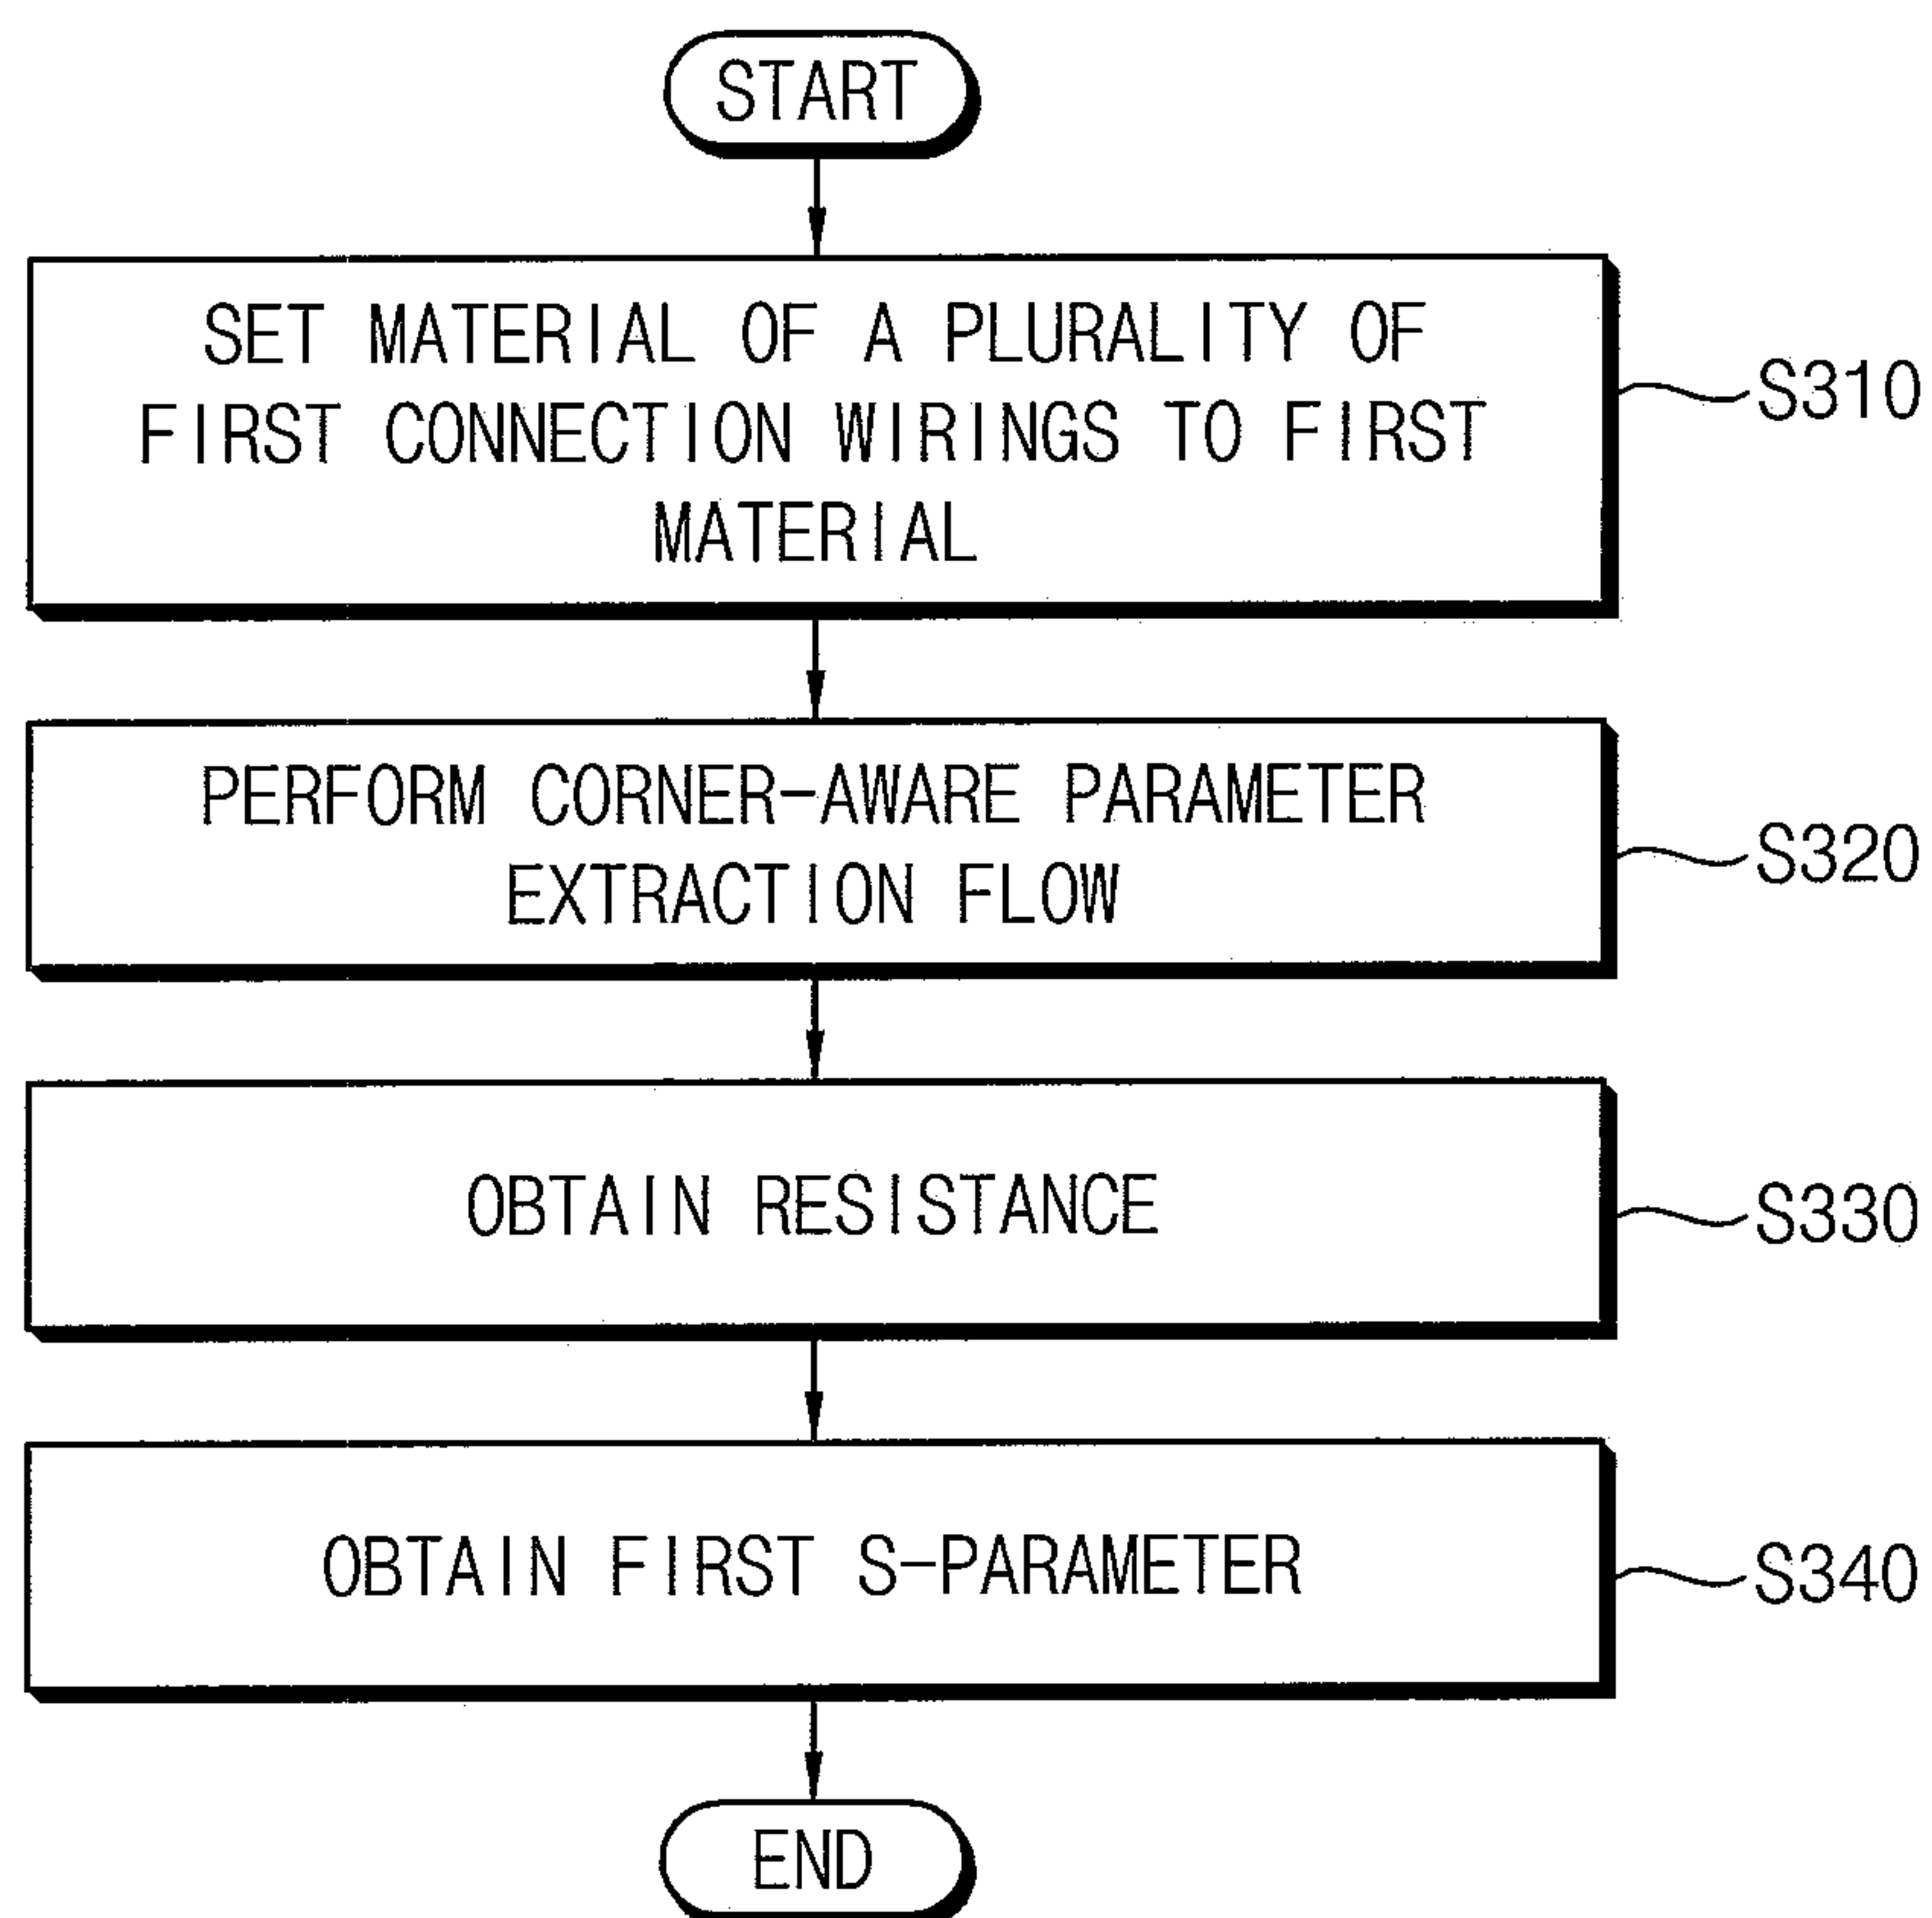 START
SET MATERIAL OF A PLURALITY OF
FIRST CONNECTION WIRINGS TO FIRST
MATERIAL
S310
PERFORM CORNER-AWARE PARAMETER
EXTRACTION FLOW
S320
OBTAIN RESISTANCE
S330
OBTAIN FIRST S-PARAMETER
S340
END